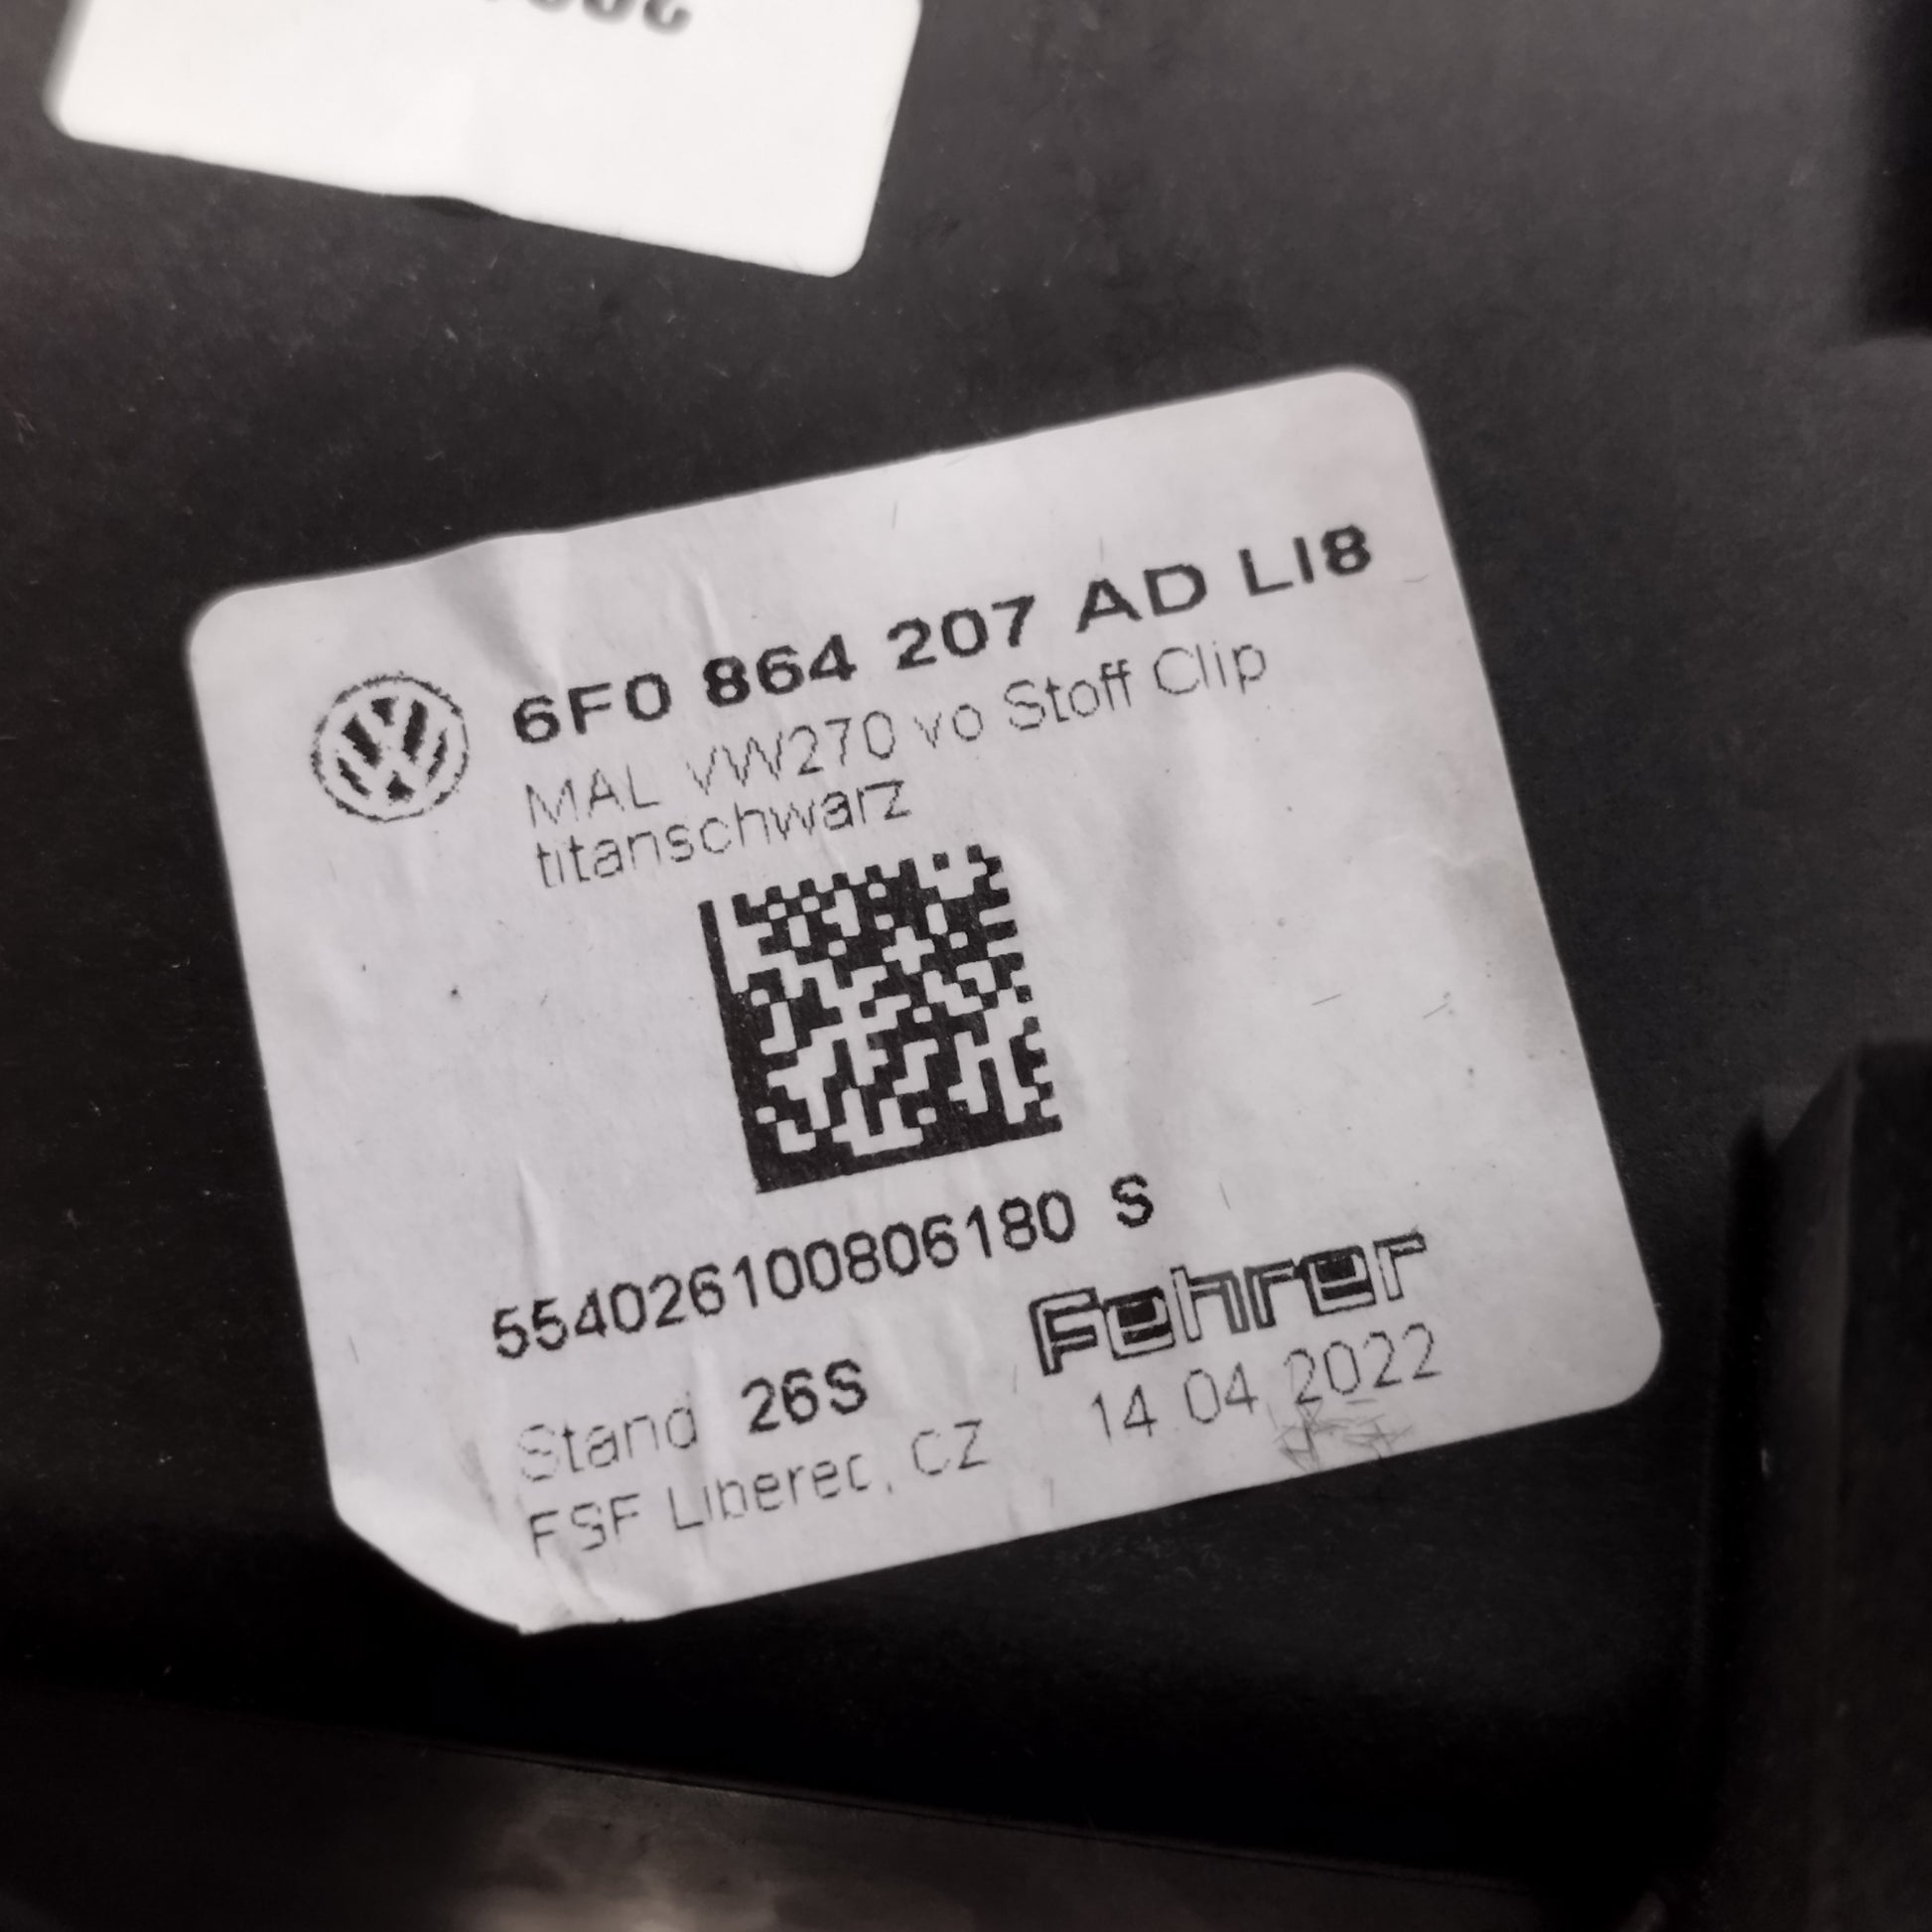 6F0 864 207 AD LI8
MAL VW270 vo Stoff Clip
titanschwarz
554026100806180 S
Fehrer
Stand 26S
14.04.2022
FSF Liberec, CZ